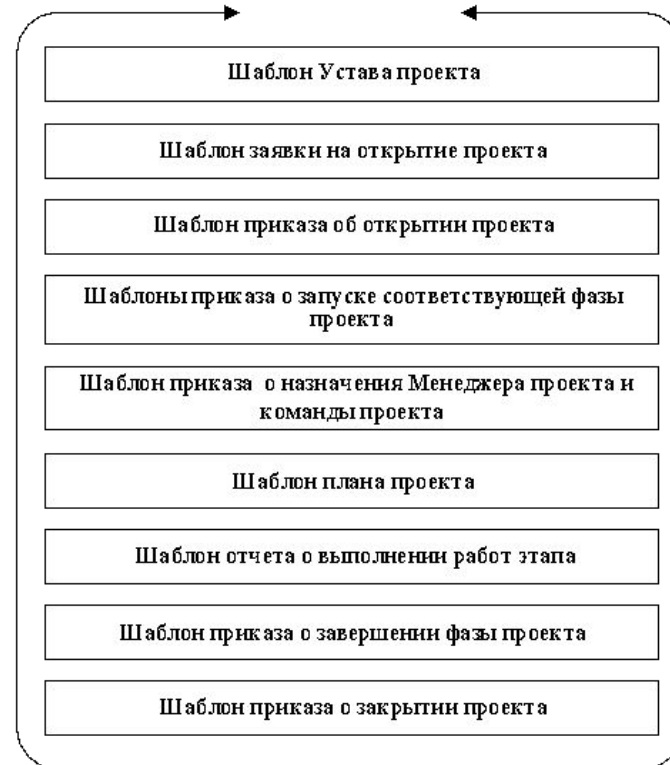 Шаблон Устава проекта
Шаблон заявки на открытие проекта
Шаблон приказа об открытии проекта
Шаблоны приказа о запуске соответствующей фазы
проекта
Шаблон приказа о назначения Менеджера проекта и
команды проекта
Шаблон плана проекта
Шаблон отчета о выполнении работ этапа
Шаблон приказа о завершении фазы проекта
Шаблон приказа о закрытии проекта